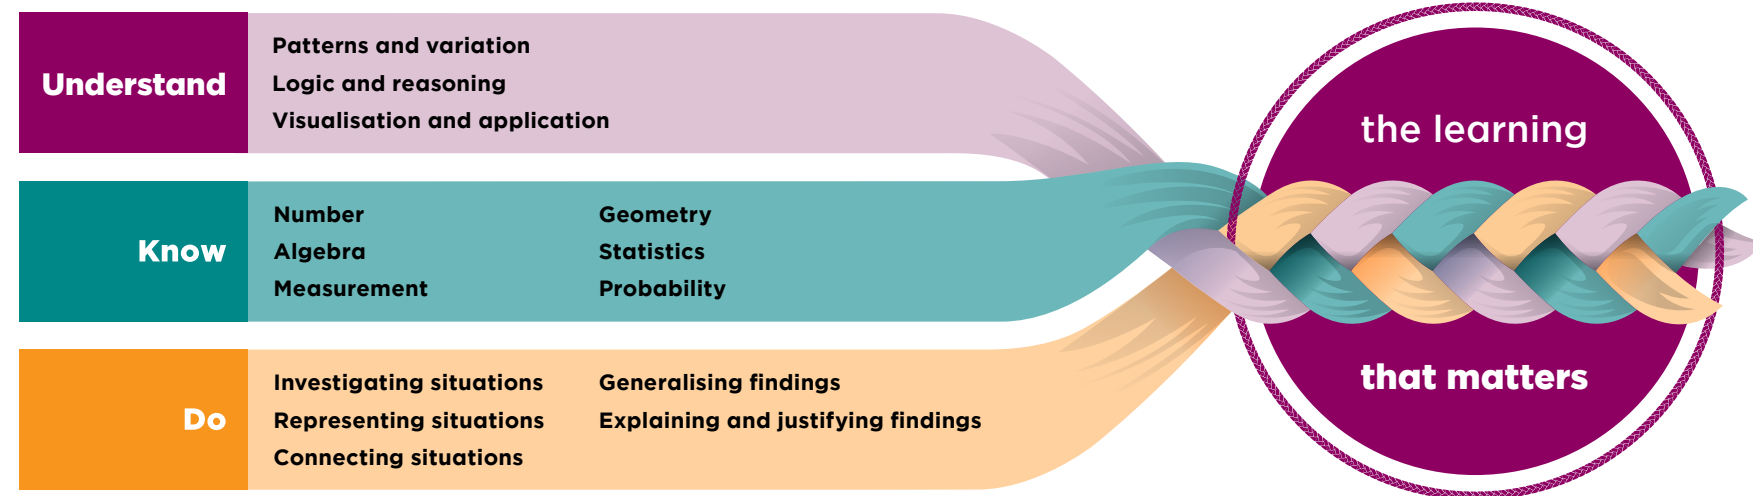 Understand
Patterns and variation
Logic and reasoning
Visualisation and application
Know
Number
Algebra
Measurement
Geometry
Statistics
Probability
Do
Investigating situations
Representing situations
Connecting situations
Generalising findings
Explaining and justifying findings
the learning
that matters